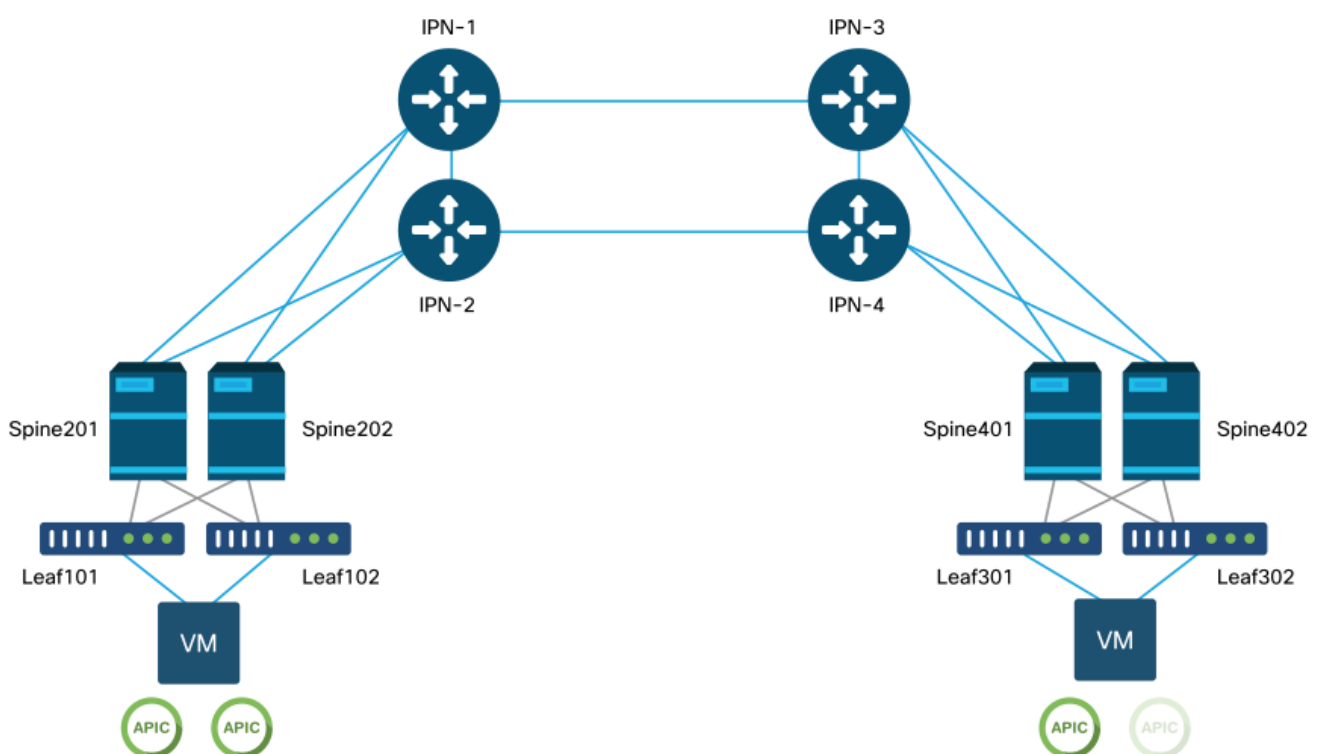 IPN-1
IPN-3
IPN-2
IPN-4
Spine201
Spine202
Spine401
Spine402
Leaf101
Leaf102
Leaf301
Leaf302
VM
VM
APIC
APIC
APIC
APIC